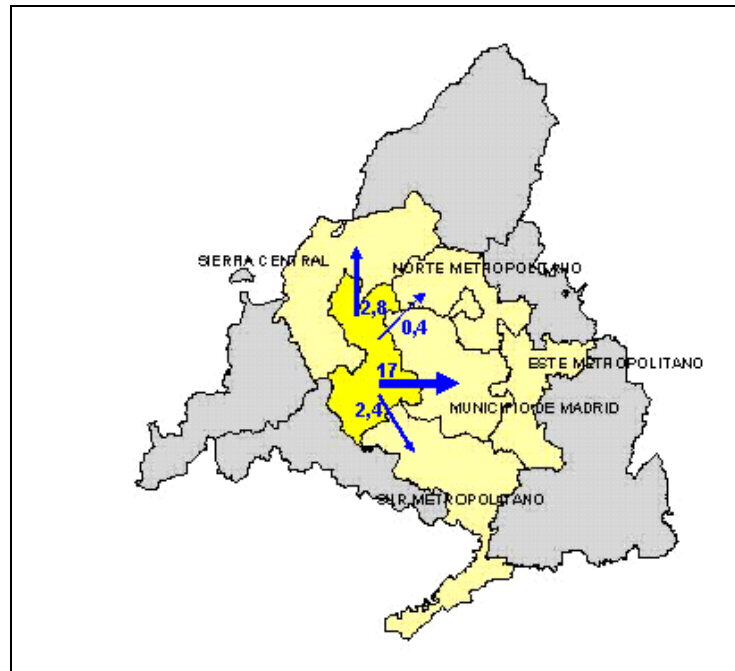 SIERRA CENTRAL
NORTE METROPOLITANO
2,8
0,4
ESTE METROPOLITANO
17
2,4
MUNICIPIO DE MADRID
SUR METROPOLITANO